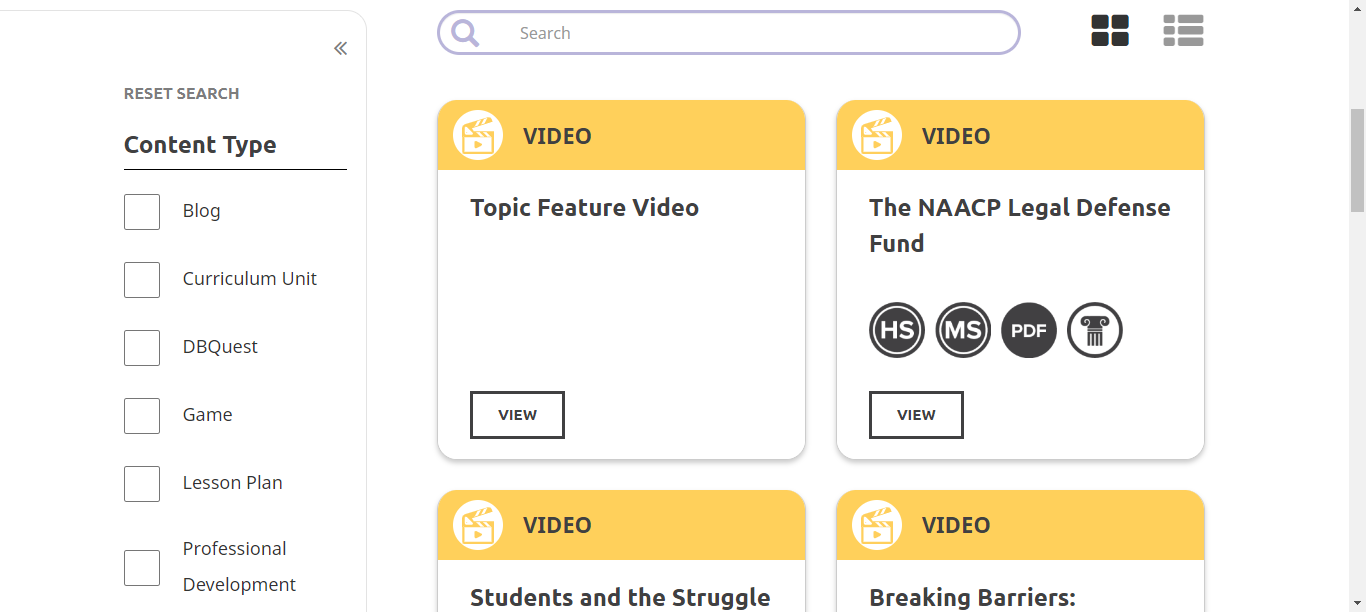 Search
RESET SEARCH
Content Type
Blog
Curriculum Unit
DBQuest
Game
Lesson Plan
Professional
Development
VIDEO
Topic Feature Video
VIEW
VIDEO
The NAACP Legal Defense
Fund
HS MS PDF
VIEW
VIDEO
Students and the Struggle
VIDEO
Breaking Barriers: